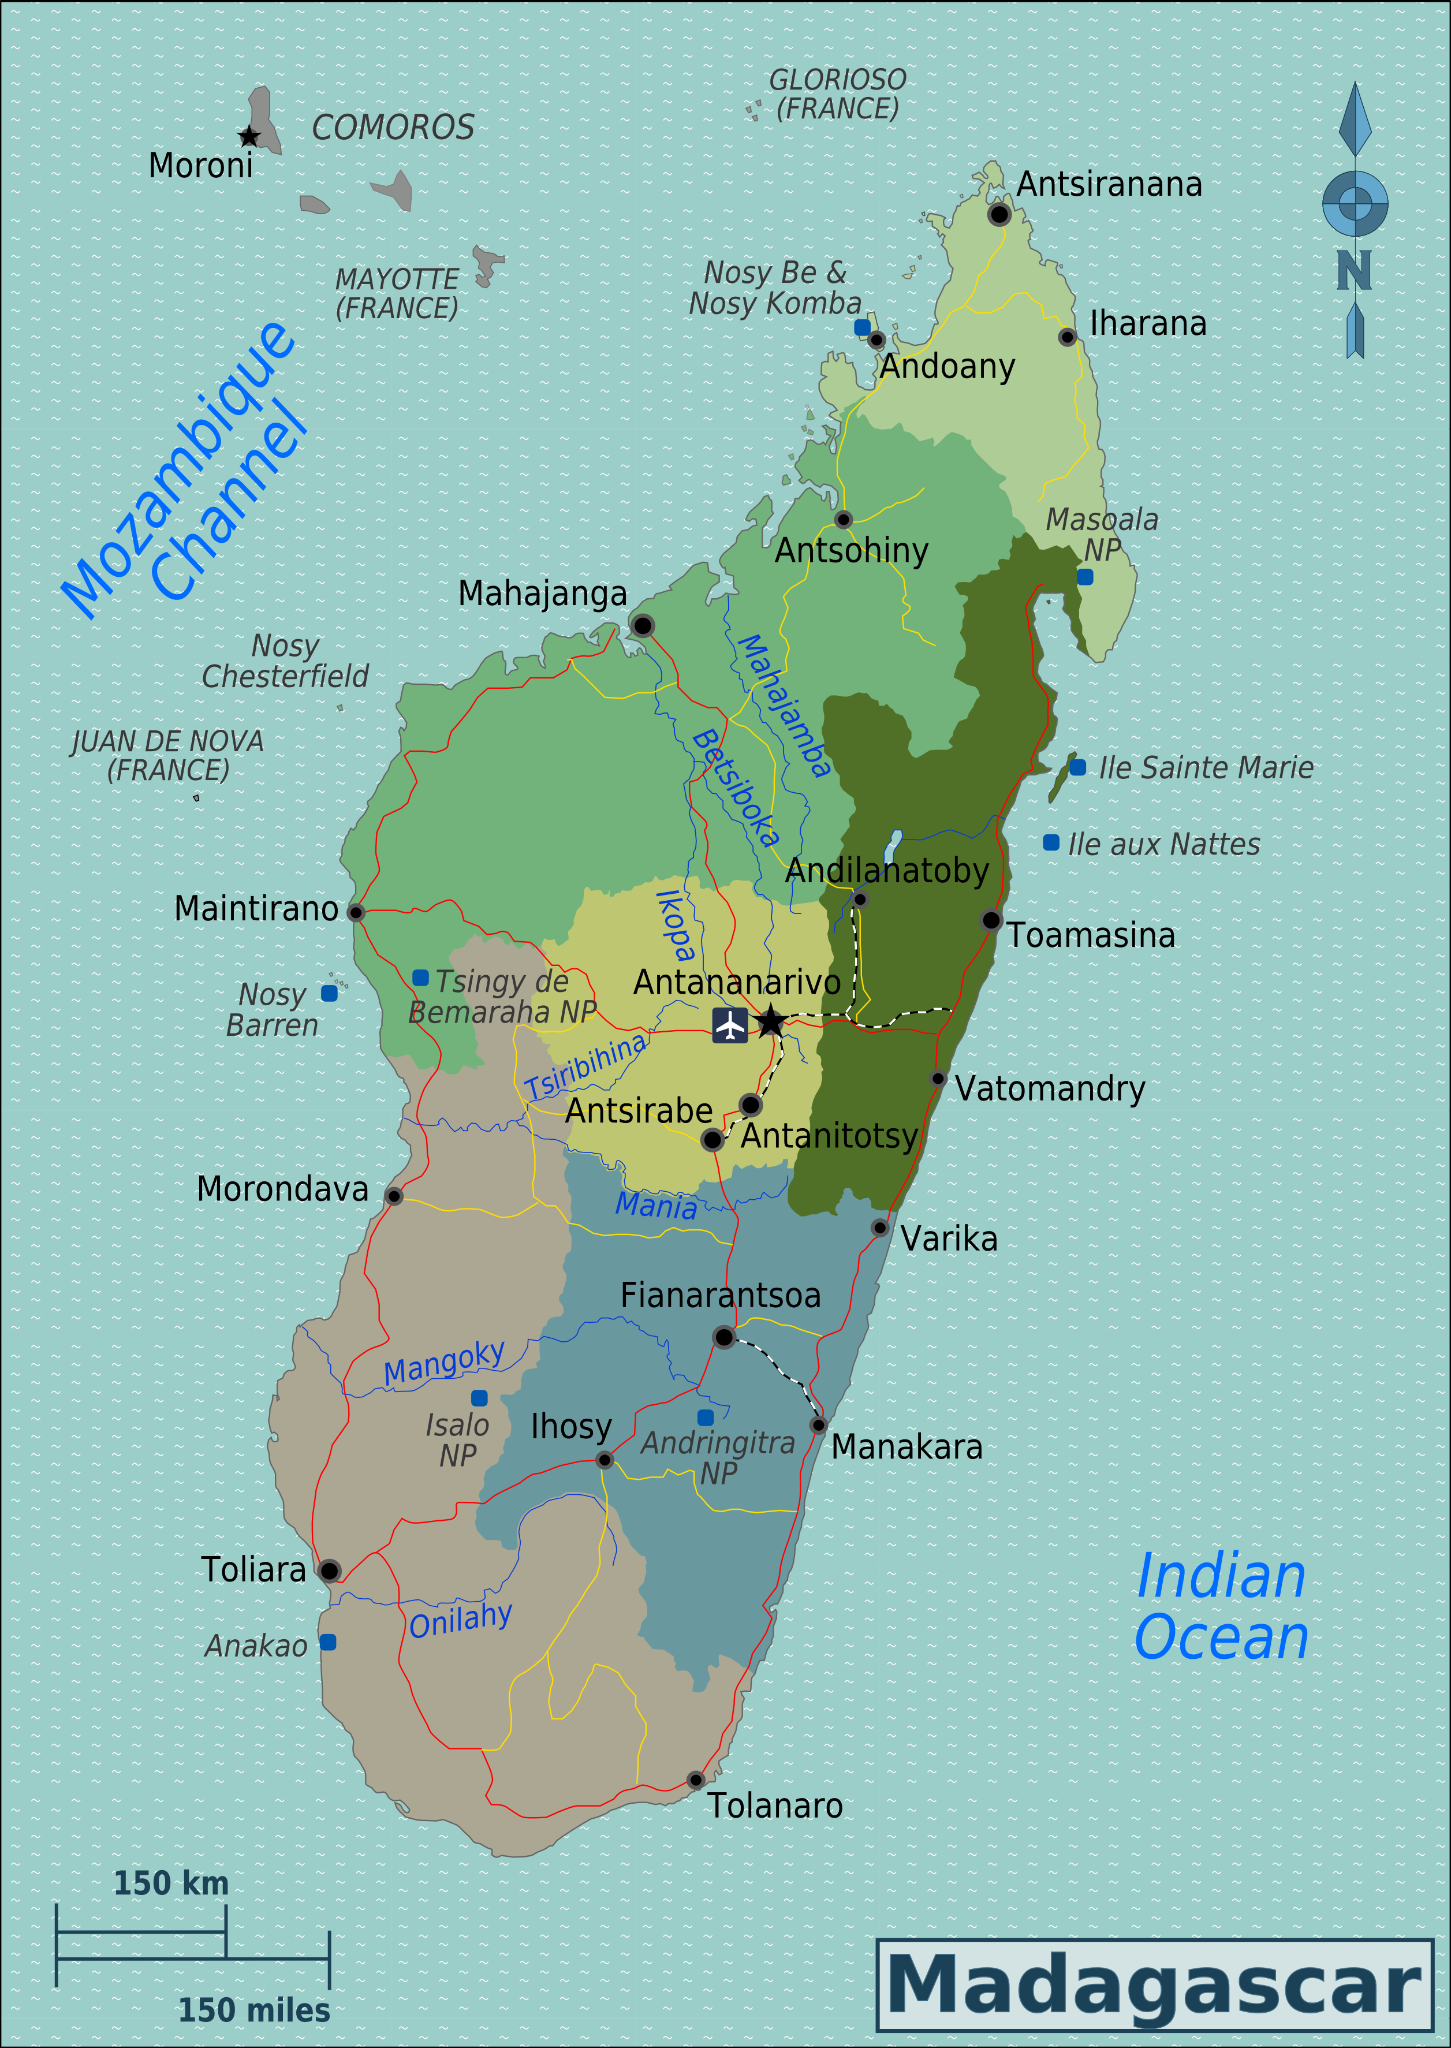 GLORIOSO
(FRANCE)
COMOROS
Moroni
Antsiranana
MAYOTTE
(FRANCE)
Nosy Be &
Nosy Komba
N
Iharana
Andoany
Mozambique
Channel
Masoala
NP
Antsohiny
Mahajanga
Nosy
Chesterfield
Mahajamba
JUAN DE NOVA
(FRANCE)
Betsiboka
Ile Sainte Marie
Ile aux Nattes
Andilanatoby
Maintirano
Ikopa
Toamasina
Tsingy de
Bemaraha NP
Antananarivo
Nosy
Barren
Tsiribihina
Vatomandry
Antsirabe
Antanitotsy
Morondava
Mania
Varika
Fianarantsoa
Mangoky
Isalo
NP
Ihosy
Andringitra
NP
Manakara
Toliara
Indian
Ocean
Onilahy
Anakao
Tolanaro
150 km
150 miles
Madagascar